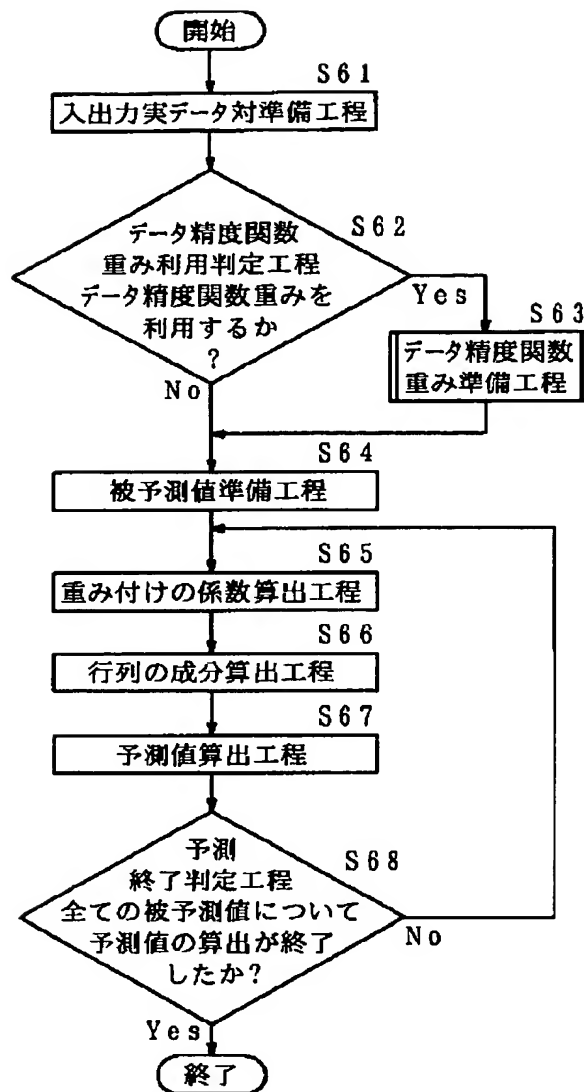 開始
S61
入出力実データ対準備工程
S62
データ精度関数
重み利用判定工程
データ精度関数重みを
利用するか
?
Yes
S63
データ精度関数
重み準備工程
No
S64
被予測値準備工程
S65
重み付けの係数算出工程
S66
行列の成分算出工程
S67
予測値算出工程
S68
予測
終了判定工程
全ての被予測値について
予測値の算出が終了
したか?
No
Yes
終了